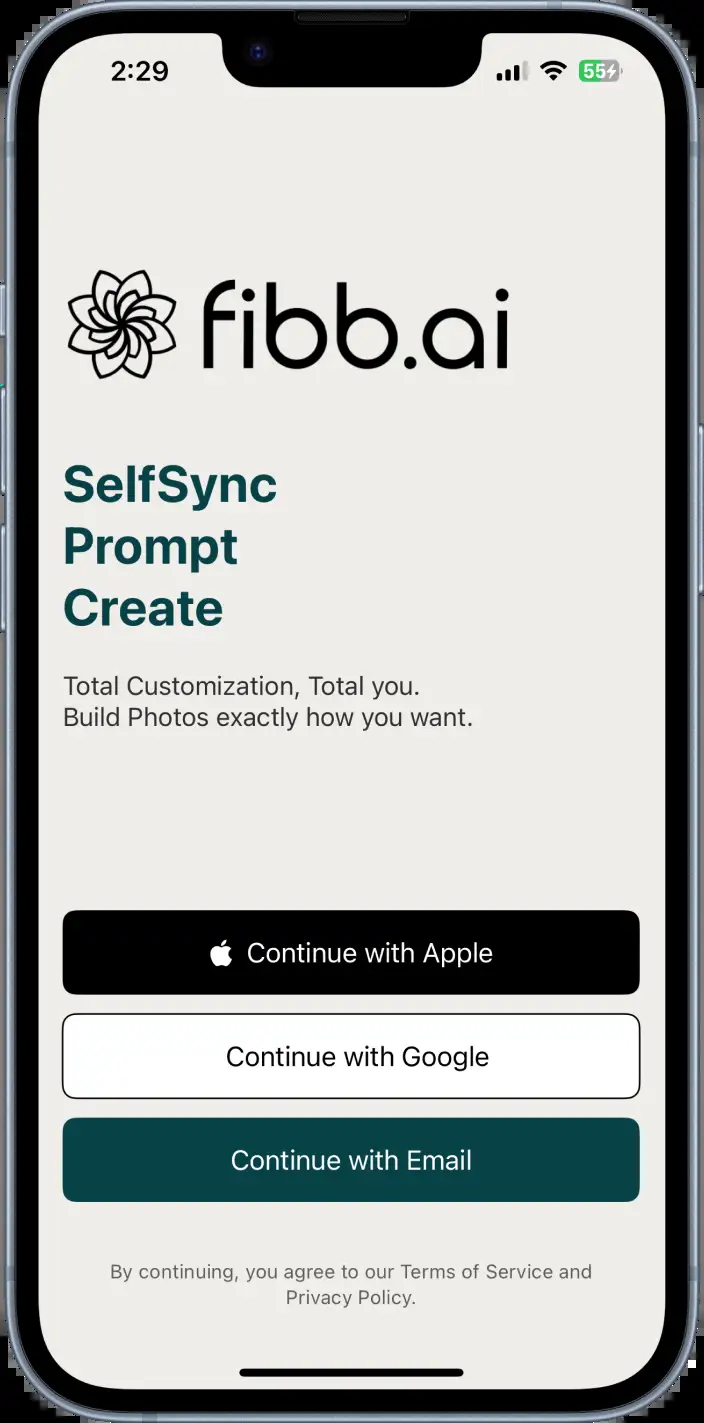 2:29
55
fibb.ai
SelfSync
Prompt
Create
Total Customization, Total you.
Build Photos exactly how you want.
Continue with Apple
Continue with Google
Continue with Email
By continuing, you agree to our Terms of Service and
Privacy Policy.